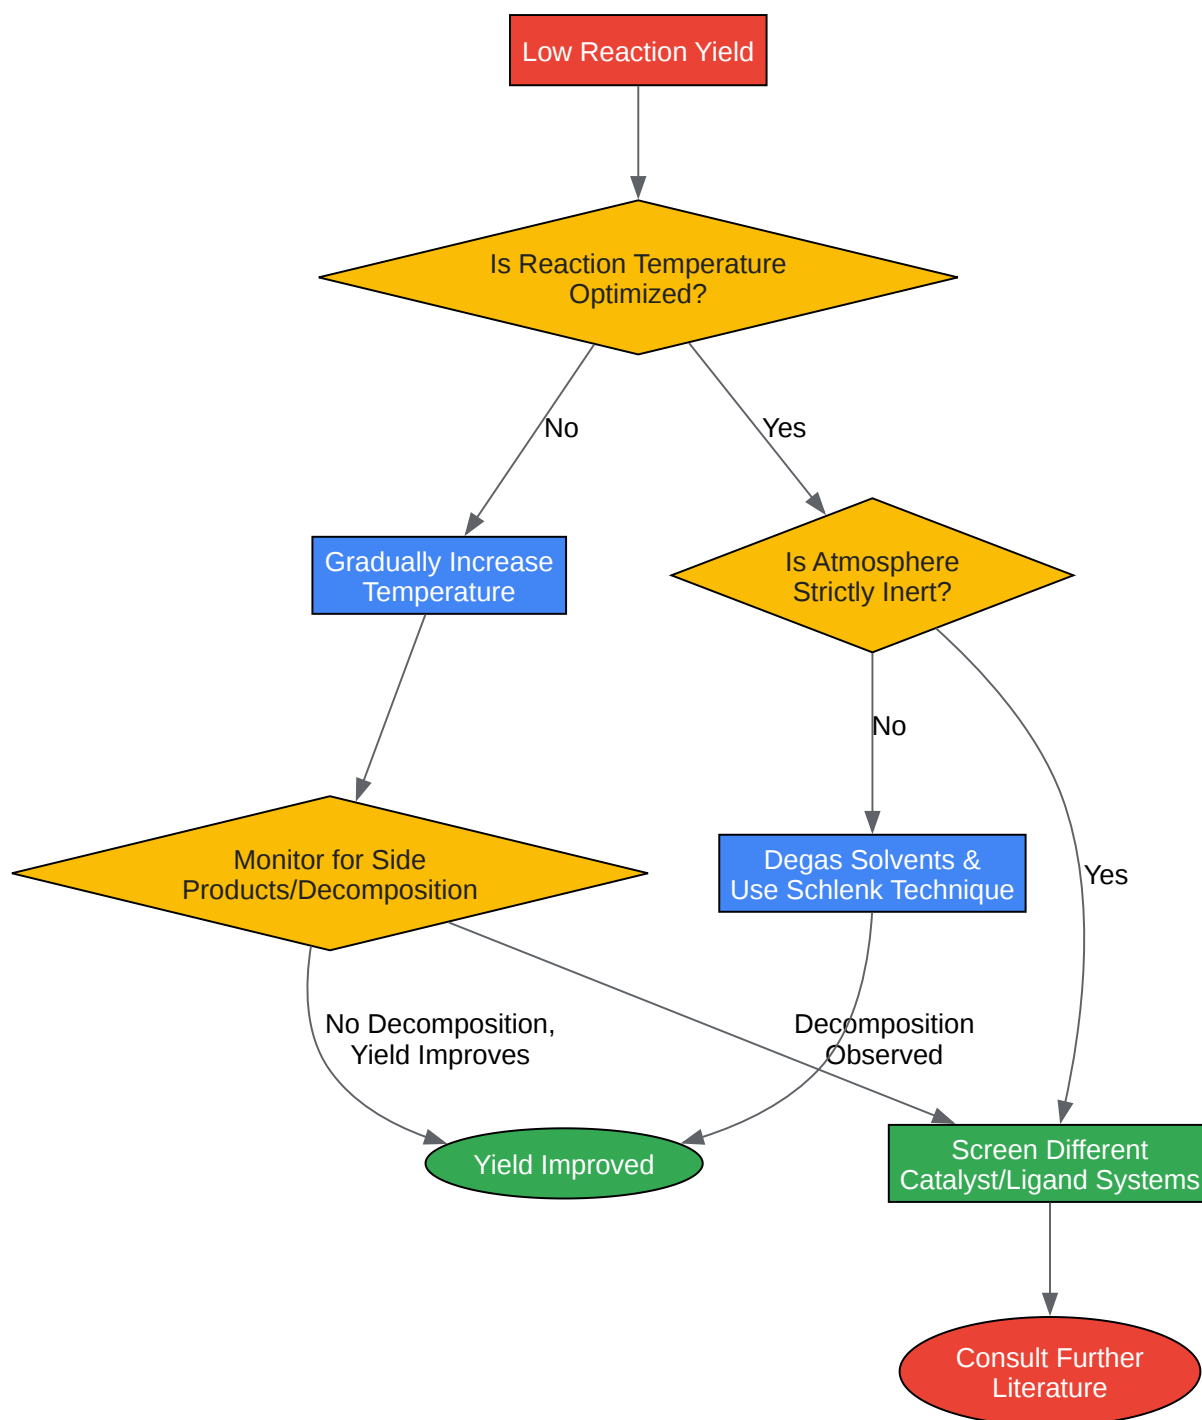 Low Reaction Yield
Is Reaction Temperature
Optimized?
No
Yes
Gradually Increase
Temperature
Is Atmosphere
Strictly Inert?
No
Monitor for Side
Products/Decomposition
Degas Solvents &
Use Schlenk Technique
Yes
No Decomposition,
Yield Improves
Decomposition
Observed
Yield Improved
Screen Different
Catalyst/Ligand Systems
Consult Further
Literature